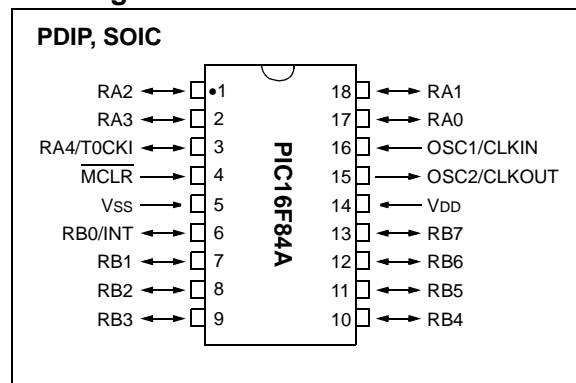 PDIP, SOIC
RA2 1 18 RA1
RA3 2 17 RA0
RA4/T0CKI 3 16 OSC1/CLKIN
MCLR 4 15 OSC2/CLKOUT
VSS 5 14 VDD
RB0/INT 6 13 RB7
RB1 7 12 RB6
RB2 8 11 RB5
RB3 9 10 RB4
PIC16F84A